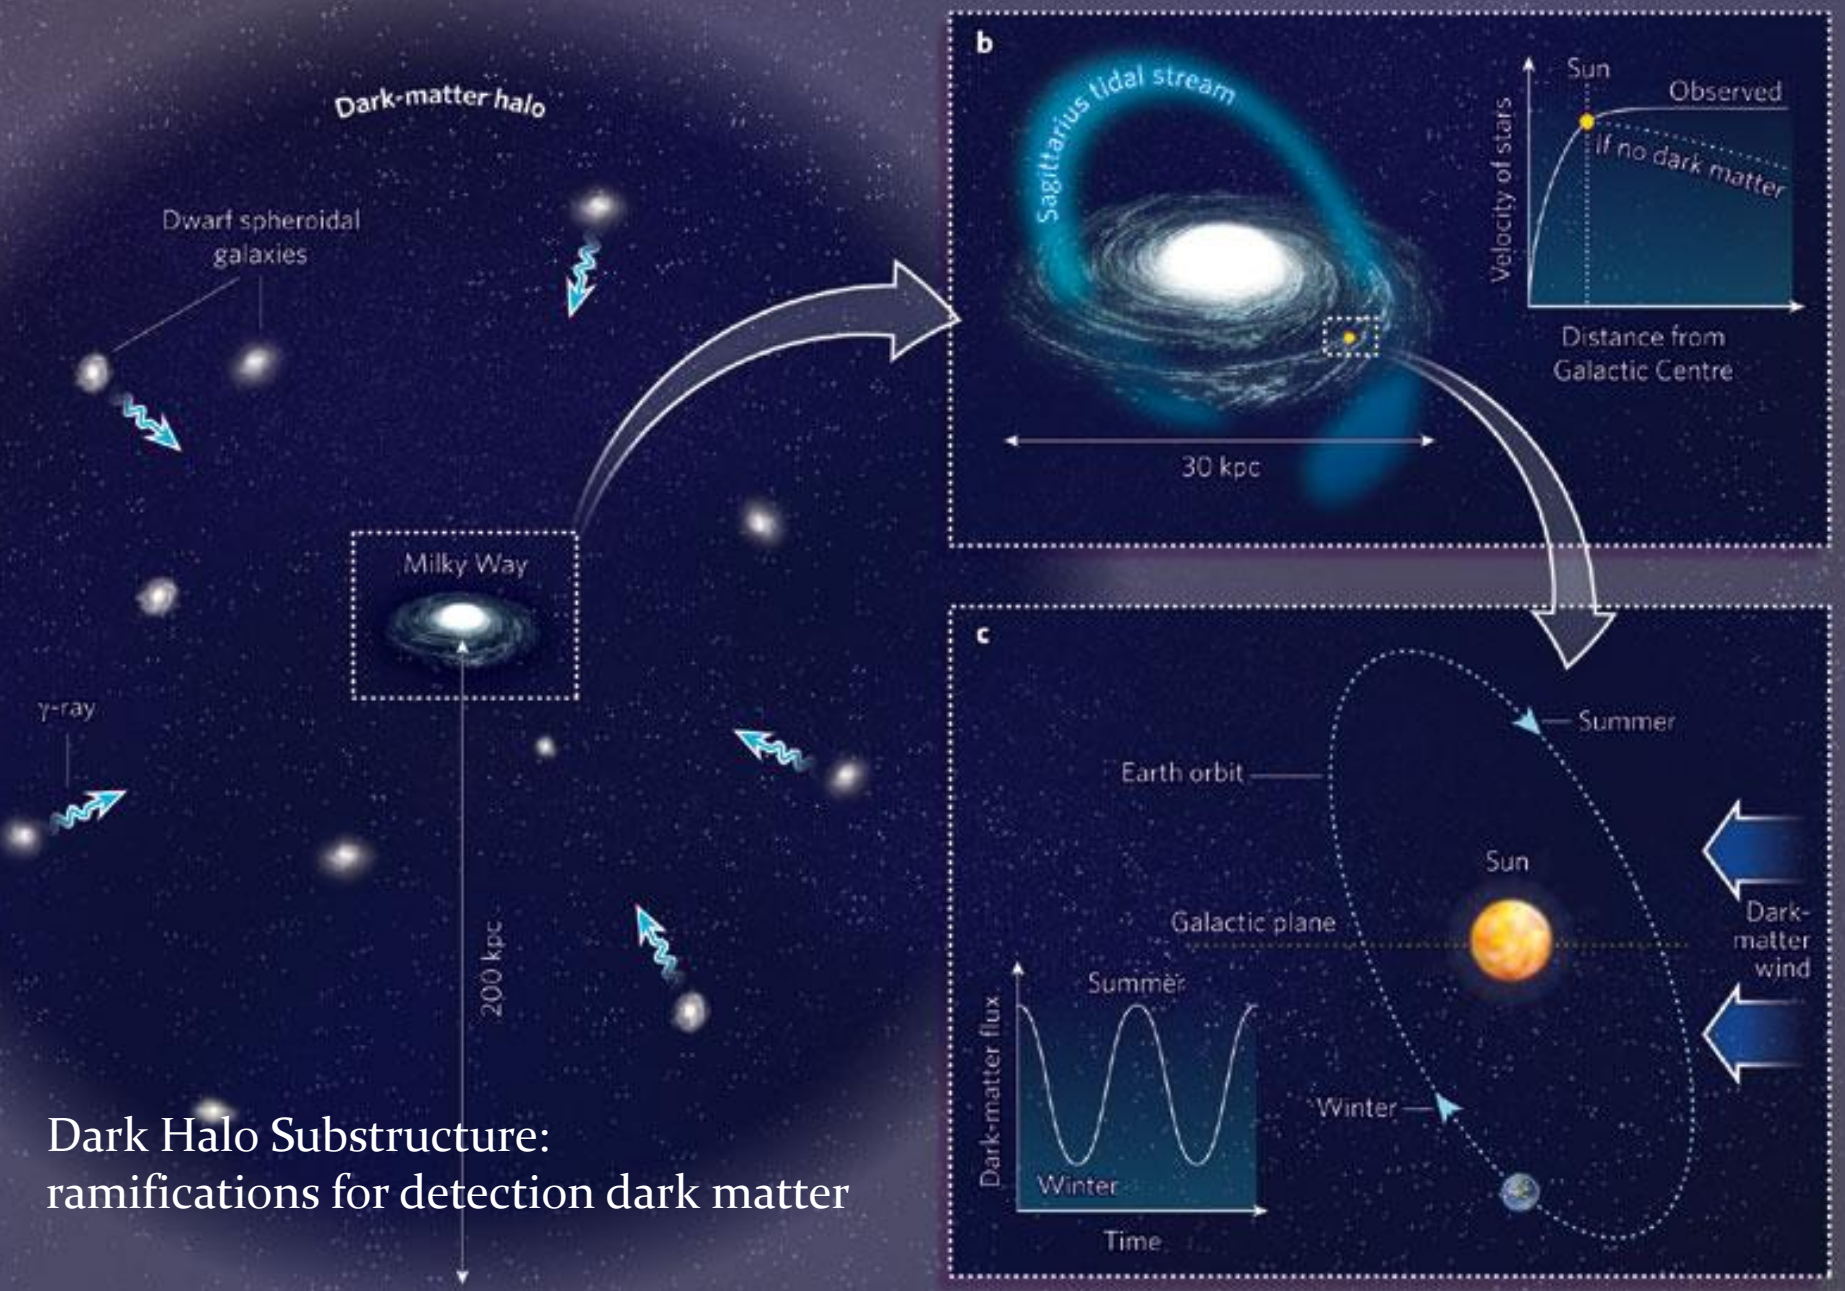 Dark-matter halo
Dwarf spheroidal
galaxies
Milky Way
γ-ray
200 kpc
Dark Halo Substructure:
ramifications for detection dark matter
b
Sagittarius tidal stream
30 kpc
Sun
Observed
If no dark matter
Velocity of stars
Distance from
Galactic Centre
c
Summer
Earth orbit
Sun
Galactic plane
Dark-
matter
wind
Winter
Summer
Dark-matter flux
Winter
Time